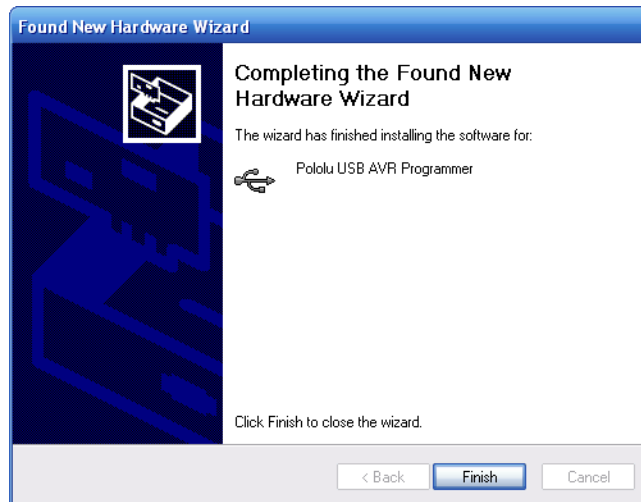 Found New Hardware Wizard
Completing the Found New
Hardware Wizard
The wizard has finished installing the software for:
Pololu USB AVR Programmer
Click Finish to close the wizard.
< Back
Finish
Cancel